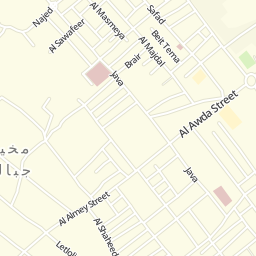 Najed
Al Sawafeer
Al Masmeya
Safad
Beit Tema
Al Majdal
Brair
Java
Al Awda Street
Java
Al Almey Street
Al Shaheed